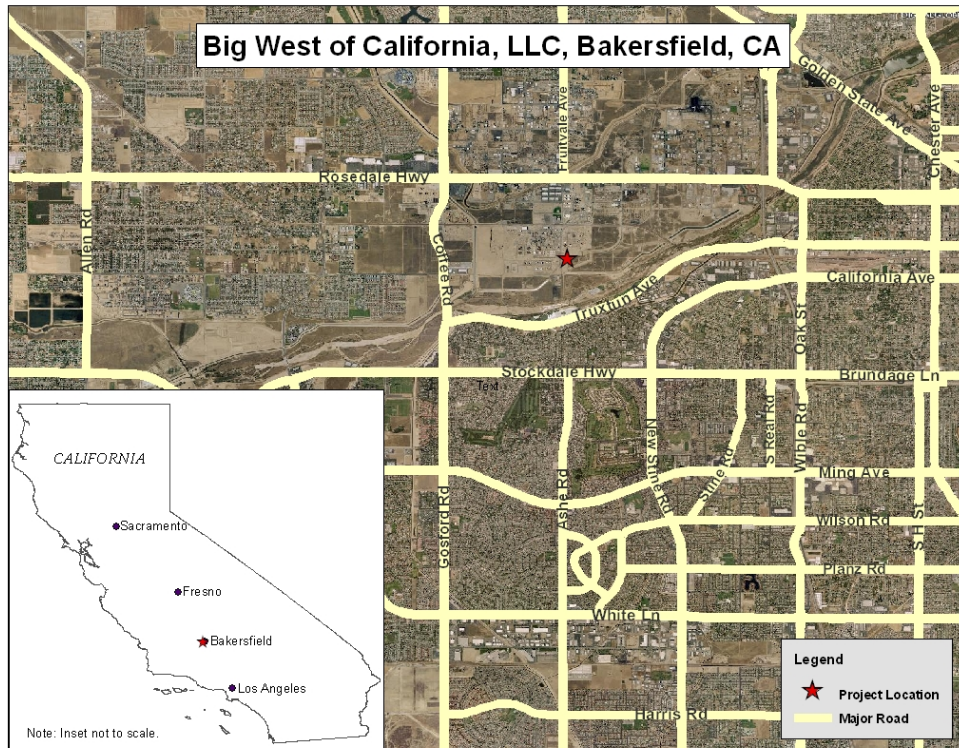 Big West of California, LLC, Bakersfield, CA
Golden State Ave
Chester Ave
Fruitvale Ave
Rosedale Hwy
Allen Rd
Coffee Rd
Truxtun Ave
California Ave
Oak St
Stockdale Hwy
Brundage Ln
Text
New Stine Rd
Stine Rd
S Real Rd
Wible Rd
Ming Ave
Gosford Rd
Ashe Rd
Wilson Rd
S H St
Planz Rd
White Ln
Harris Rd
CALIFORNIA
Sacramento
Fresno
Bakersfield
Los Angeles
Note: Inset not to scale.
Legend
Project Location
Major Road